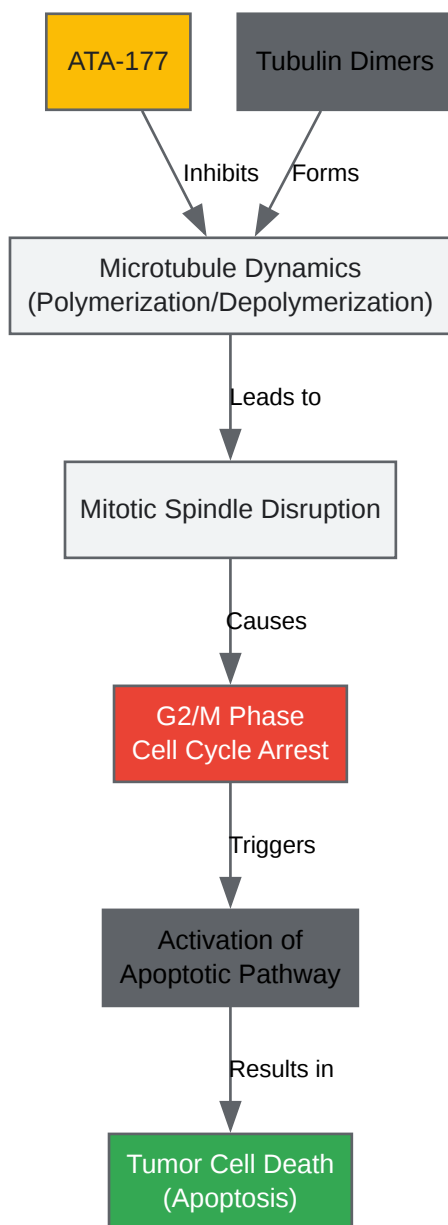 ATA-177
Tubulin Dimers
Inhibits
Forms
Microtubule Dynamics
(Polymerization/Depolymerization)
Leads to
Mitotic Spindle Disruption
Causes
G2/M Phase
Cell Cycle Arrest
Triggers
Activation of
Apoptotic Pathway
Results in
Tumor Cell Death
(Apoptosis)